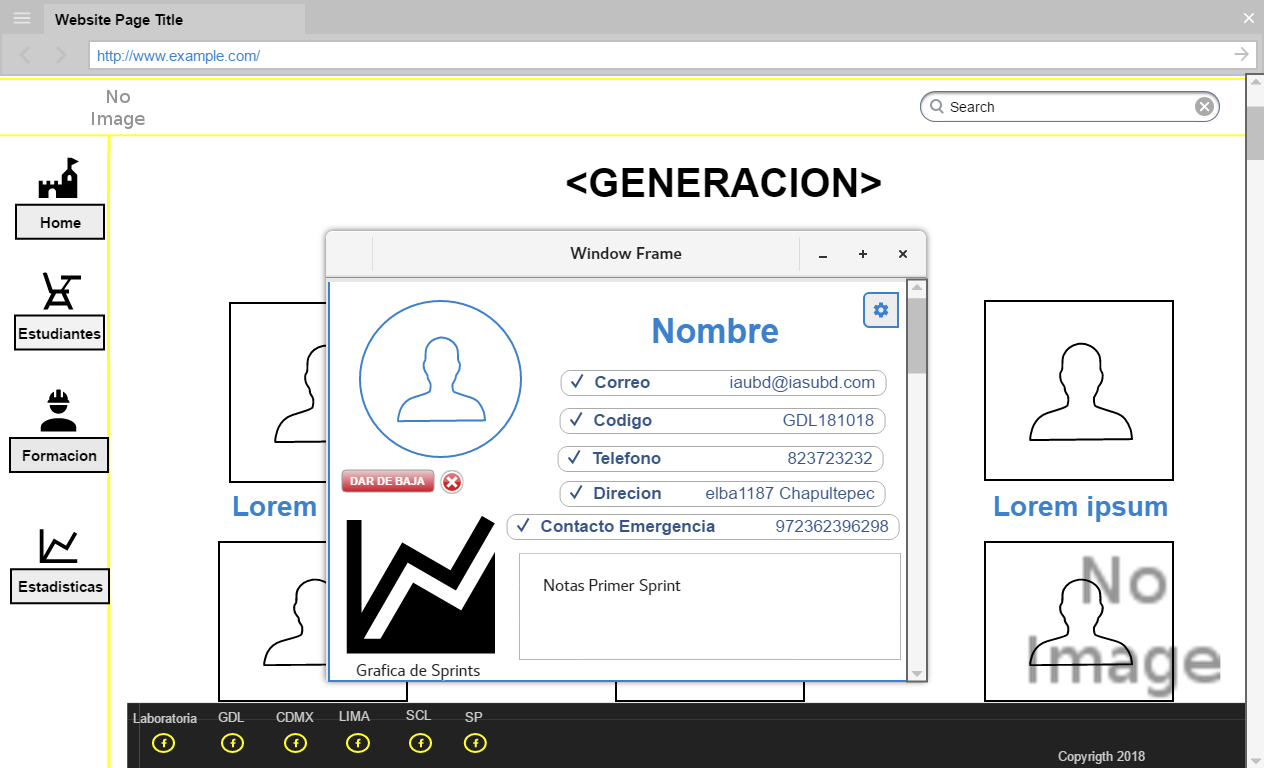 Website Page Title
http://www.example.com/
No
Image
Search
<GENERACION>
Home
Estudiantes
Formacion
Estadisticas
Window Frame
Nombre
Correo iaubd@iasubd.com
Codigo GDL181018
Telefono 823723232
DAR DE BAJA
Direcion elba1187 Chapultepec
Contacto Emergencia 972362396298
Notas Primer Sprint
Grafica de Sprints
Lorem
Lorem ipsum
No
Image
Laboratoria GDL CDMX LIMA SCL SP
Copyrigth 2018